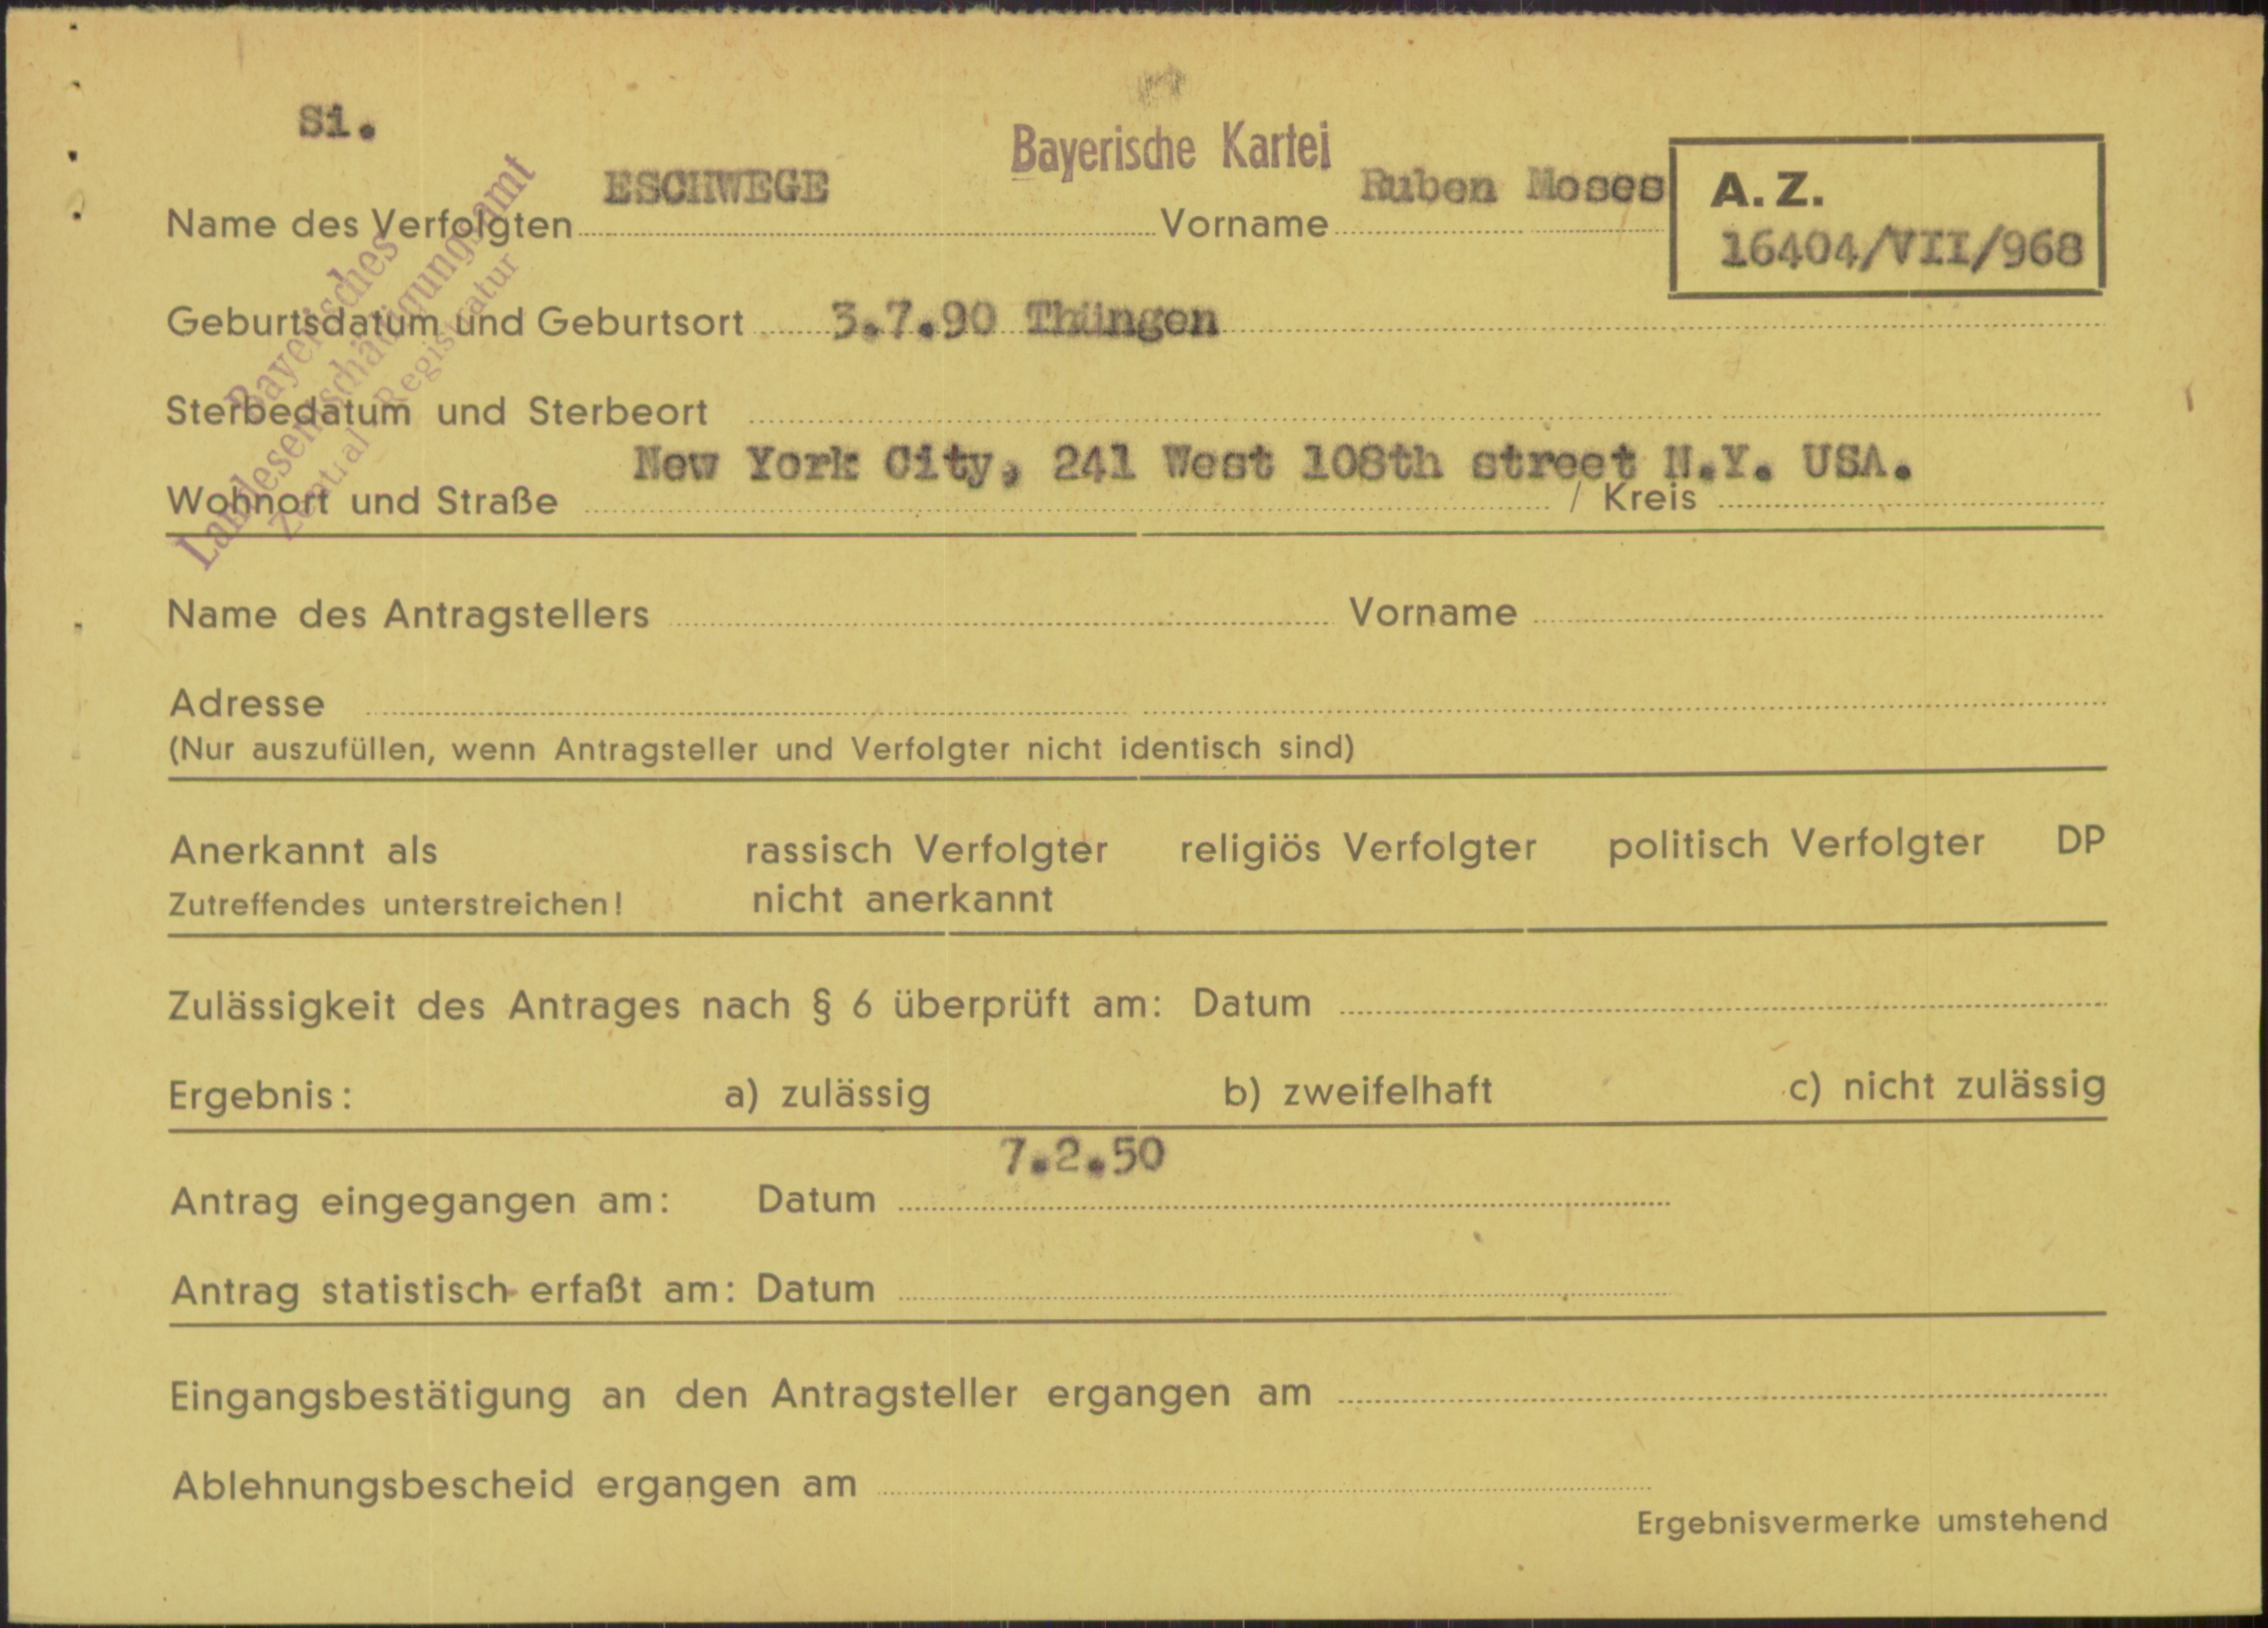 Si.
Bayerische Kartei
Bayerisches
Landesentschädigungsamt
Zentral-Registratur
Name des Verfolgten ESCHWEGE Vorname Ruben Moses
A. Z.
16404/VII/968
Geburtsdatum und Geburtsort 3.7.90 Thüngen
Sterbedatum und Sterbeort
New York City, 241 West 108th street N.Y. USA.
Wohnort und Straße / Kreis
Name des Antragstellers Vorname
Adresse
(Nur auszufüllen, wenn Antragsteller und Verfolgter nicht identisch sind)
Anerkannt als rassisch Verfolgter religiös Verfolgter politisch Verfolgter DP
Zutreffendes unterstreichen! nicht anerkannt
Zulässigkeit des Antrages nach § 6 überprüft am: Datum
Ergebnis: a) zulässig b) zweifelhaft c) nicht zulässig
7.2.50
Antrag eingegangen am: Datum
Antrag statistisch erfaßt am: Datum
Eingangsbestätigung an den Antragsteller ergangen am
Ablehnungsbescheid ergangen am
Ergebnisvermerke umstehend